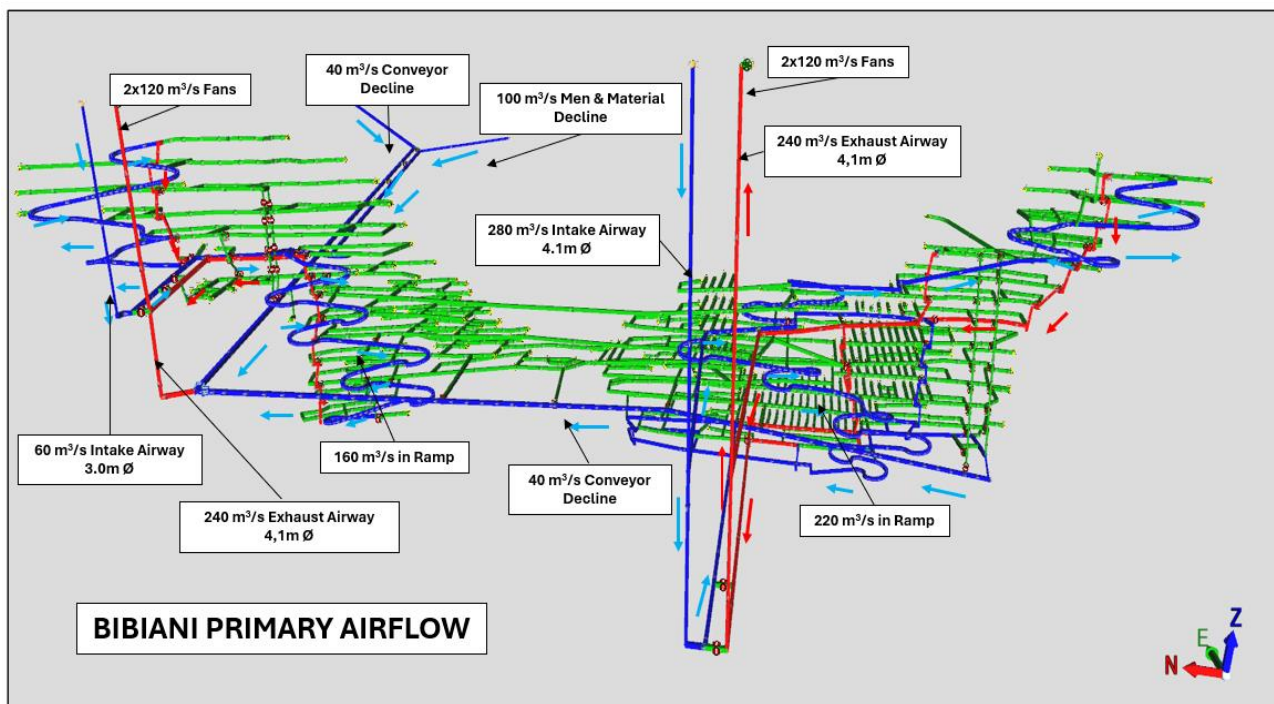 40 m³/s Conveyor
Decline
2x120 m³/s Fans
2x120 m³/s Fans
100 m³/s Men & Material
Decline
240 m³/s Exhaust Airway
4,1m Ø
280 m³/s Intake Airway
4.1m Ø
60 m³/s Intake Airway
3.0m Ø
160 m³/s in Ramp
40 m³/s Conveyor
Decline
240 m³/s Exhaust Airway
4,1m Ø
220 m³/s in Ramp
BIBIANI PRIMARY AIRFLOW
Z
E
N